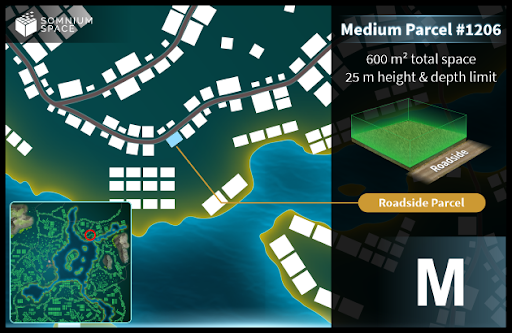 SOMNIUM
SPACE
Medium Parcel #1206
600 m² total space
25 m height & depth limit
Roadside
Roadside Parcel
M